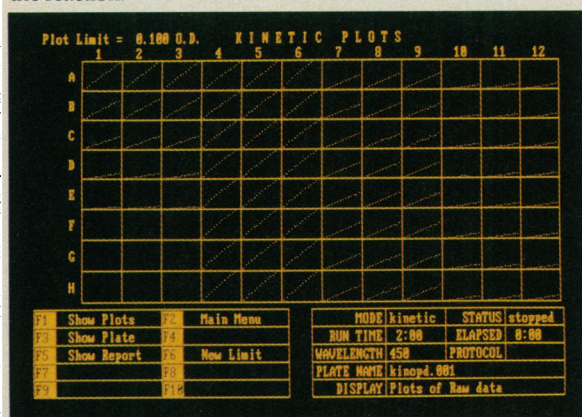 Plot Limit = 0.100 O.D. KINETIC PLOTS
1 2 3 4 5 6 7 8 9 10 11 12
A
B
C
D
E
F
G
H
F1 Show Plots F2 Main Menu
F3 Show Plate F4
F5 Show Report F6 New Limit
F7 F8
F9 F10
MODE kinetic STATUS stopped
RUN TIME 2:00 ELAPSED 0:00
WAVELENGTH 450 PROTOCOL
PLATE NAME kinopd.001
DISPLAY Plots of Raw data